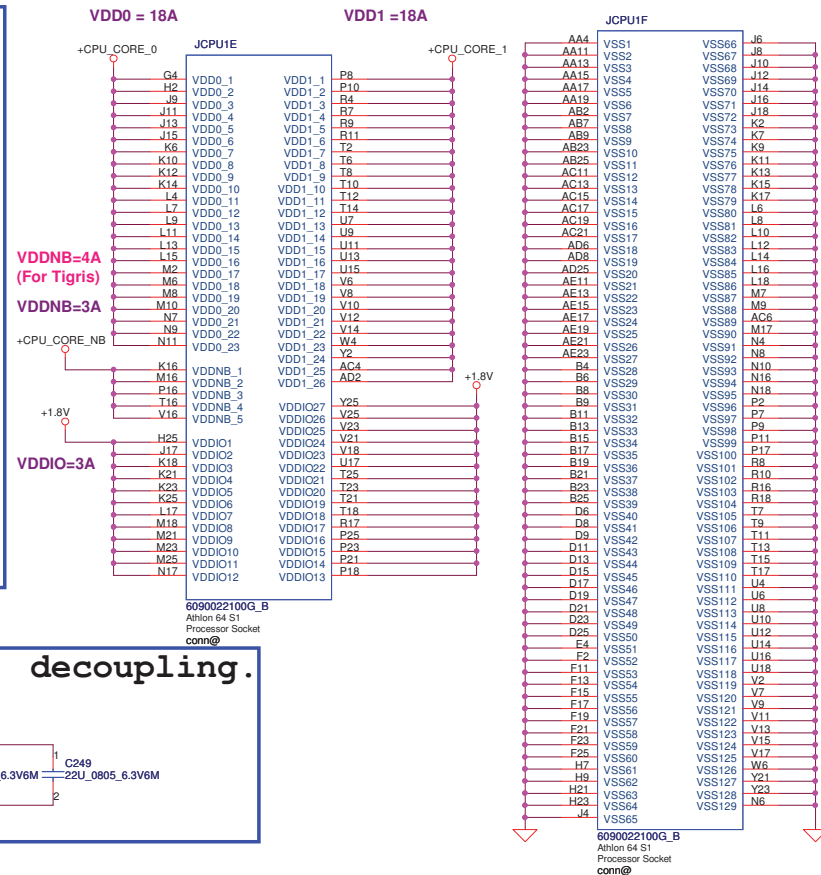 VDD0 = 18A
VDD1 =18A
+CPU_CORE_0
JCPU1E
+CPU_CORE_1
G4 VDD0_1 VDD1_1 P8
H2 VDD0_2 VDD1_2 P10
J9 VDD0_3 VDD1_3 R4
J11 VDD0_4 VDD1_4 R7
J13 VDD0_5 VDD1_5 R9
J15 VDD0_6 VDD1_6 R11
K6 VDD0_7 VDD1_7 T2
K10 VDD0_8 VDD1_8 T6
K12 VDD0_9 VDD1_9 T8
K14 VDD0_10 VDD1_10 T10
L4 VDD0_11 VDD1_11 T12
L7 VDD0_12 VDD1_12 T14
L9 VDD0_13 VDD1_13 U7
L11 VDD0_14 VDD1_14 U9
L13 VDD0_15 VDD1_15 U11
L15 VDD0_16 VDD1_16 U13
M2 VDD0_17 VDD1_17 U15
M6 VDD0_18 VDD1_18 V6
M8 VDD0_19 VDD1_19 V8
M10 VDD0_20 VDD1_20 V10
N7 VDD0_21 VDD1_21 V12
N9 VDD0_22 VDD1_22 V14
N11 VDD0_23 VDD1_23 W4
VDD1_24 Y2
VDD1_25 AC4
VDD1_26 AD2
VDDNB=4A
(For Tigris)
VDDNB=3A
+CPU_CORE_NB
K16 VDDNB_1
M16 VDDNB_2
P16 VDDNB_3
T16 VDDNB_4
V16 VDDNB_5
+1.8V
+1.8V
VDDIO=3A
VDDIO27 Y25
VDDIO26 V25
VDDIO25 V23
H25 VDDIO1 VDDIO24 V21
J17 VDDIO2 VDDIO23 V18
K18 VDDIO3 VDDIO22 U17
K21 VDDIO4 VDDIO21 T25
K23 VDDIO5 VDDIO20 T23
K25 VDDIO6 VDDIO19 T21
L17 VDDIO7 VDDIO18 T18
M18 VDDIO8 VDDIO17 R17
M21 VDDIO9 VDDIO16 P25
M23 VDDIO10 VDDIO15 P23
M25 VDDIO11 VDDIO14 P21
N17 VDDIO12 VDDIO13 P18
6090022100G_B
Athlon 64 S1
Processor Socket
conn@
decoupling.
1
C249
6.3V6M
22U_0805_6.3V6M
2
JCPU1F
AA4 VSS1 VSS66 J6
AA11 VSS2 VSS67 J8
AA13 VSS3 VSS68 J10
AA15 VSS4 VSS69 J12
AA17 VSS5 VSS70 J14
AA19 VSS6 VSS71 J16
AB2 VSS7 VSS72 J18
AB7 VSS8 VSS73 K2
AB9 VSS9 VSS74 K7
AB23 VSS10 VSS75 K9
AB25 VSS11 VSS76 K11
AC11 VSS12 VSS77 K13
AC13 VSS13 VSS78 K15
AC15 VSS14 VSS79 K17
AC17 VSS15 VSS80 L6
AC19 VSS16 VSS81 L8
AC21 VSS17 VSS82 L10
AD6 VSS18 VSS83 L12
AD8 VSS19 VSS84 L14
AD25 VSS20 VSS85 L16
AE11 VSS21 VSS86 L18
AE13 VSS22 VSS87 M7
AE15 VSS23 VSS88 M9
AE17 VSS24 VSS89 AC6
AE19 VSS25 VSS90 M17
AE21 VSS26 VSS91 N4
AE23 VSS27 VSS92 N8
B4 VSS28 VSS93 N10
B6 VSS29 VSS94 N16
B8 VSS30 VSS95 N18
B9 VSS31 VSS96 P2
B11 VSS32 VSS97 P7
B13 VSS33 VSS98 P9
B15 VSS34 VSS99 P11
B17 VSS35 VSS100 P17
B19 VSS36 VSS101 R8
B21 VSS37 VSS102 R10
B23 VSS38 VSS103 R16
B25 VSS39 VSS104 R18
D6 VSS40 VSS105 T7
D8 VSS41 VSS106 T9
D9 VSS42 VSS107 T11
D11 VSS43 VSS108 T13
D13 VSS44 VSS109 T15
D15 VSS45 VSS110 T17
D17 VSS46 VSS111 U4
D19 VSS47 VSS112 U6
D21 VSS48 VSS113 U8
D23 VSS49 VSS114 U10
D25 VSS50 VSS115 U12
E4 VSS51 VSS116 U14
F2 VSS52 VSS117 U16
F11 VSS53 VSS118 U18
F13 VSS54 VSS119 V2
F15 VSS55 VSS120 V7
F17 VSS56 VSS121 V9
F19 VSS57 VSS122 V11
F21 VSS58 VSS123 V13
F23 VSS59 VSS124 V15
F25 VSS60 VSS125 V17
H7 VSS61 VSS126 W6
H9 VSS62 VSS127 Y21
H21 VSS63 VSS128 Y23
H23 VSS64 VSS129 N6
J4 VSS65
6090022100G_B
Athlon 64 S1
Processor Socket
conn@